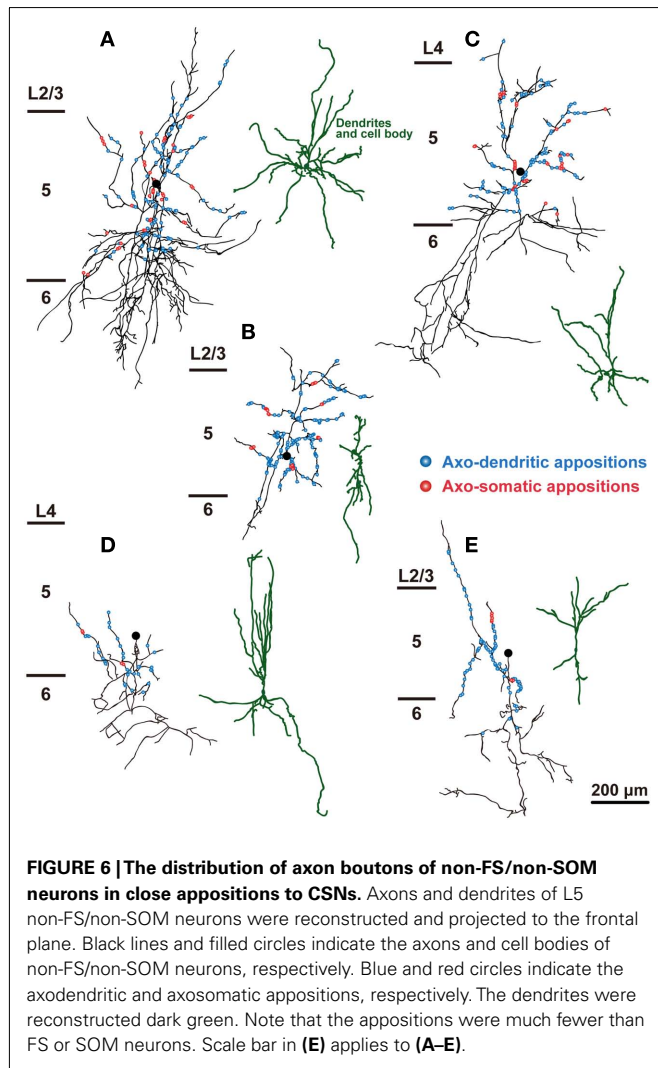 A
L2/3
5
6
Dendrites
and cell body
C
L4
5
6
B
L2/3
5
6
Axo-dendritic appositions
Axo-somatic appositions
L4
D
5
6
E
L2/3
5
6
200 μm
FIGURE 6 | The distribution of axon boutons of non-FS/non-SOM
neurons in close appositions to CSNs. Axons and dendrites of L5
non-FS/non-SOM neurons were reconstructed and projected to the frontal
plane. Black lines and filled circles indicate the axons and cell bodies of
non-FS/non-SOM neurons, respectively. Blue and red circles indicate the
axodendritic and axosomatic appositions, respectively. The dendrites were
reconstructed dark green. Note that the appositions were much fewer than
FS or SOM neurons. Scale bar in (E) applies to (A–E).